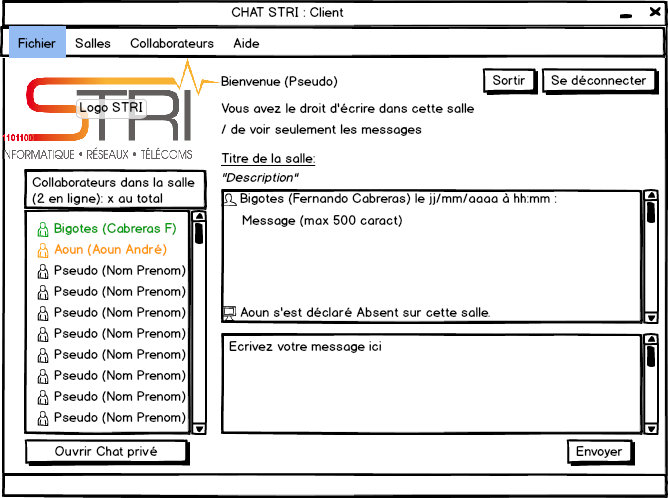 CHAT STRI : Client
Fichier Salles Collaborateurs Aide
STRI
Logo STRI
11011001
INFORMATIQUE • RÉSEAUX • TÉLÉCOMS
Bienvenue (Pseudo)
Sortir
Se déconnecter
Vous avez le droit d'écrire dans cette salle
/ de voir seulement les messages
Titre de la salle:
"Description"
Collaborateurs dans la salle
(2 en ligne): x au total
Bigotes (Cabreras F)
Aoun (Aoun André)
Pseudo (Nom Prenom)
Pseudo (Nom Prenom)
Pseudo (Nom Prenom)
Pseudo (Nom Prenom)
Pseudo (Nom Prenom)
Pseudo (Nom Prenom)
Pseudo (Nom Prenom)
Pseudo (Nom Prenom)
Ouvrir Chat privé
Bigotes (Fernando Cabreras) le jj/mm/aaaa à hh:mm :
Message (max 500 caract)
Aoun s'est déclaré Absent sur cette salle.
Ecrivez votre message ici
Envoyer